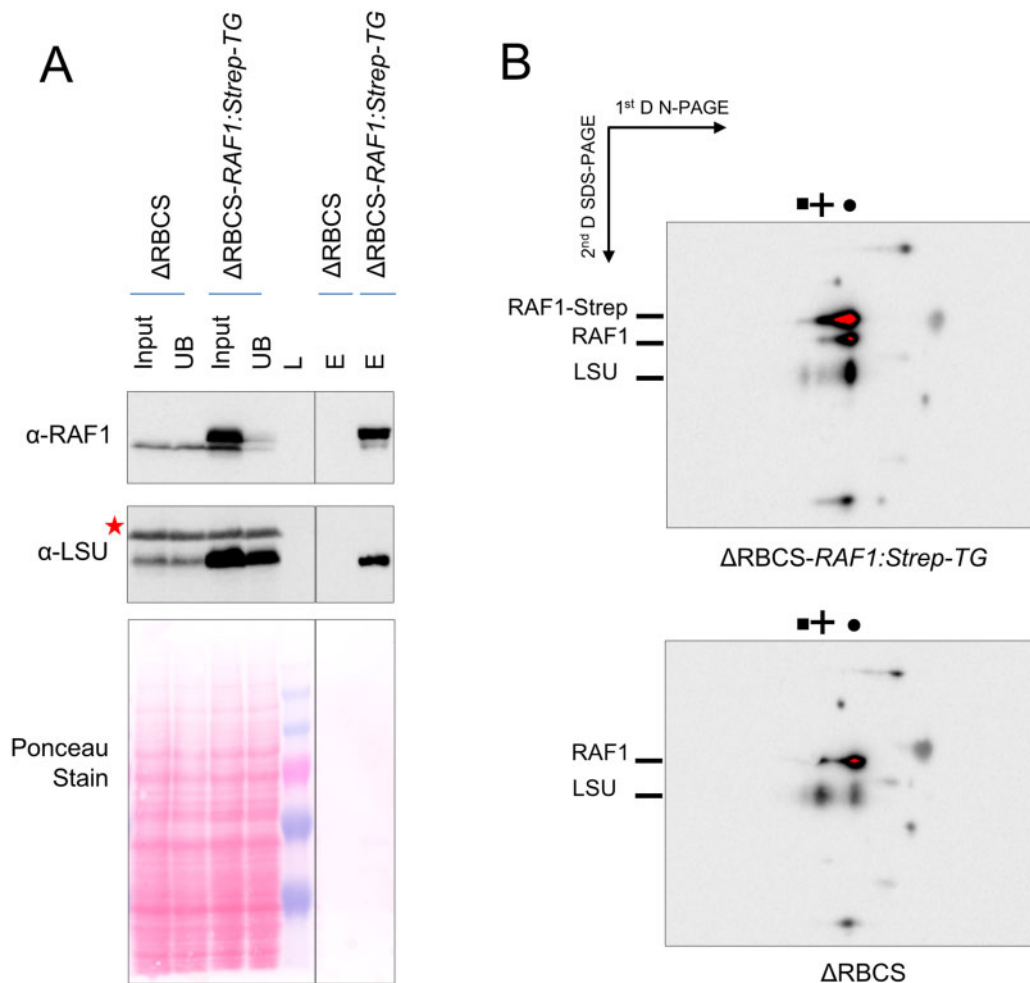 A
ΔRBCS
ΔRBCS-RAF1:Strep-TG
ΔRBCS
ΔRBCS-RAF1:Strep-TG
Input
UB
Input
UB
L
E
E
α-RAF1
α-LSU
Ponceau
Stain
B
1st D N-PAGE
2nd D SDS-PAGE
RAF1-Strep
RAF1
LSU
ΔRBCS-RAF1:Strep-TG
RAF1
LSU
ΔRBCS